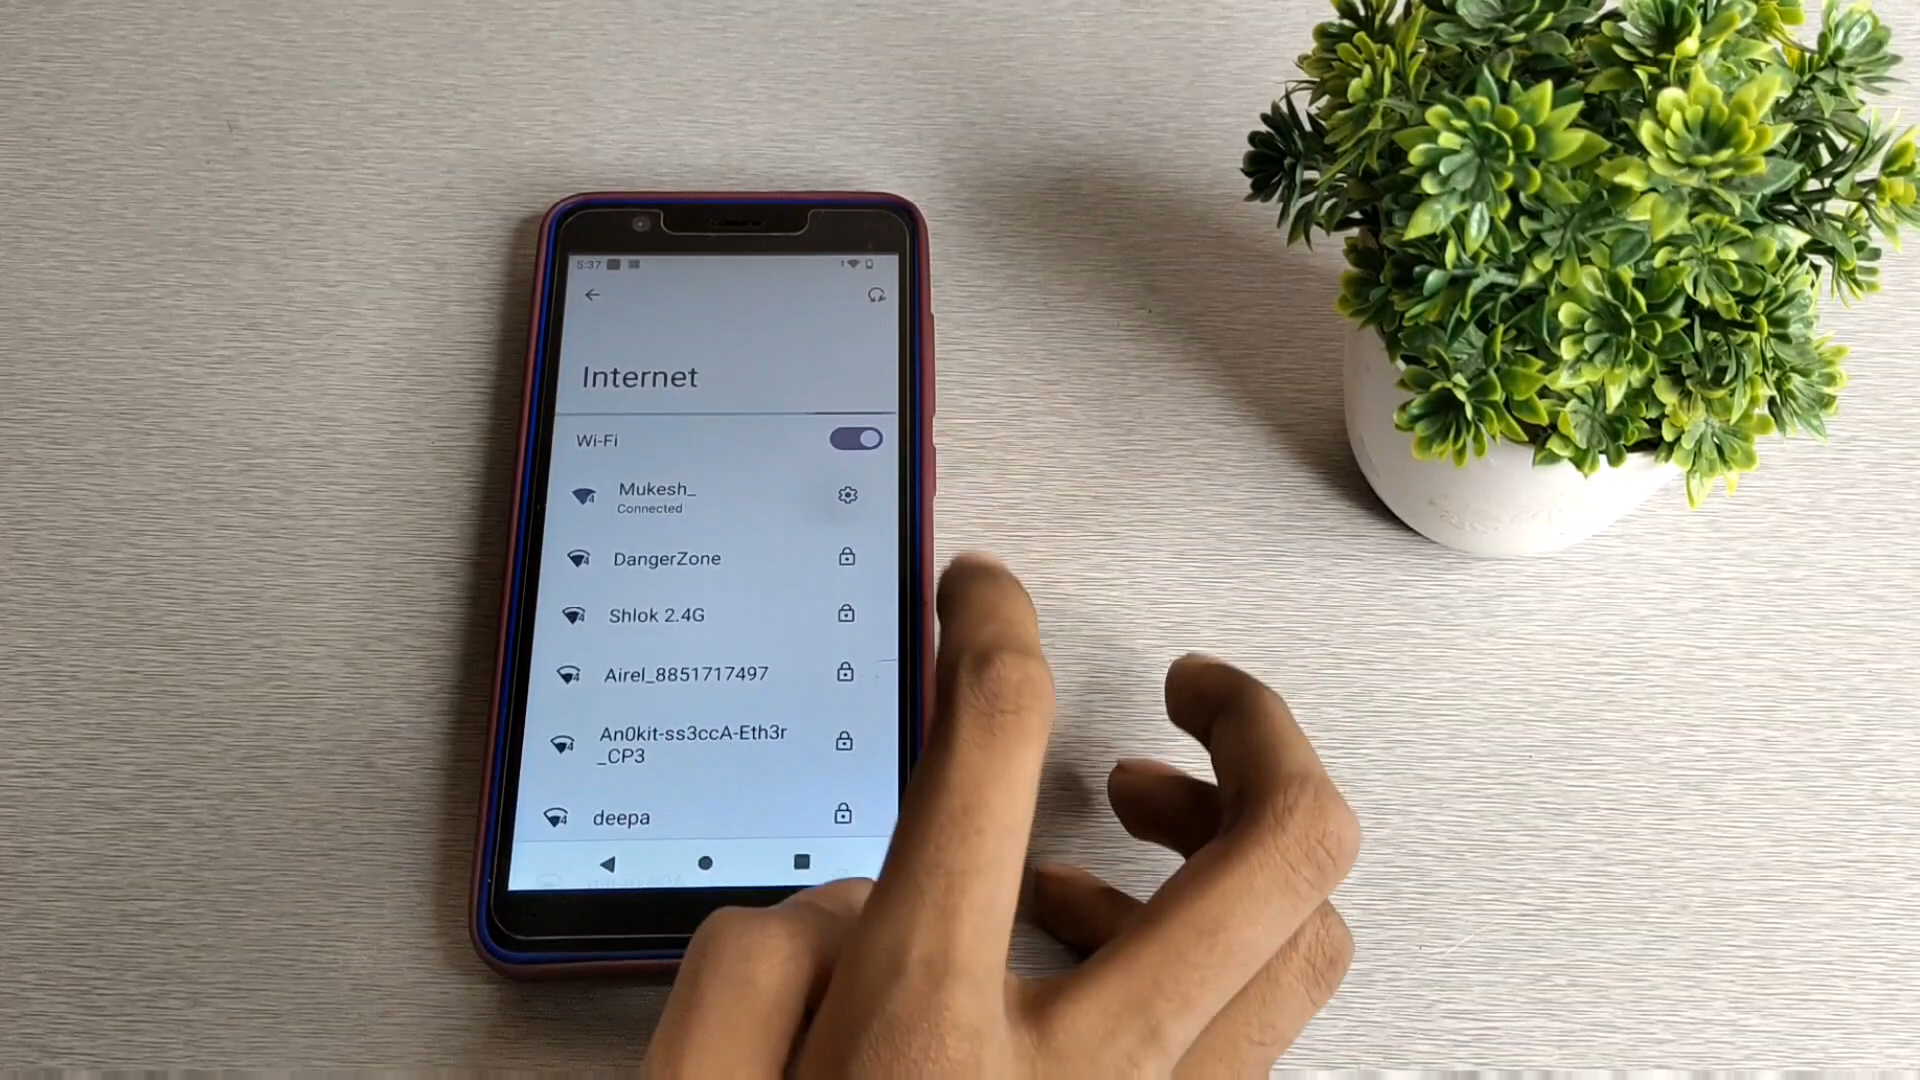 5:37
Internet
Wi-Fi
Mukesh_
Connected
DangerZone
Shlok 2.4G
Airel_8851717497
An0kit-ss3ccA-Eth3r
_CP3
deepa